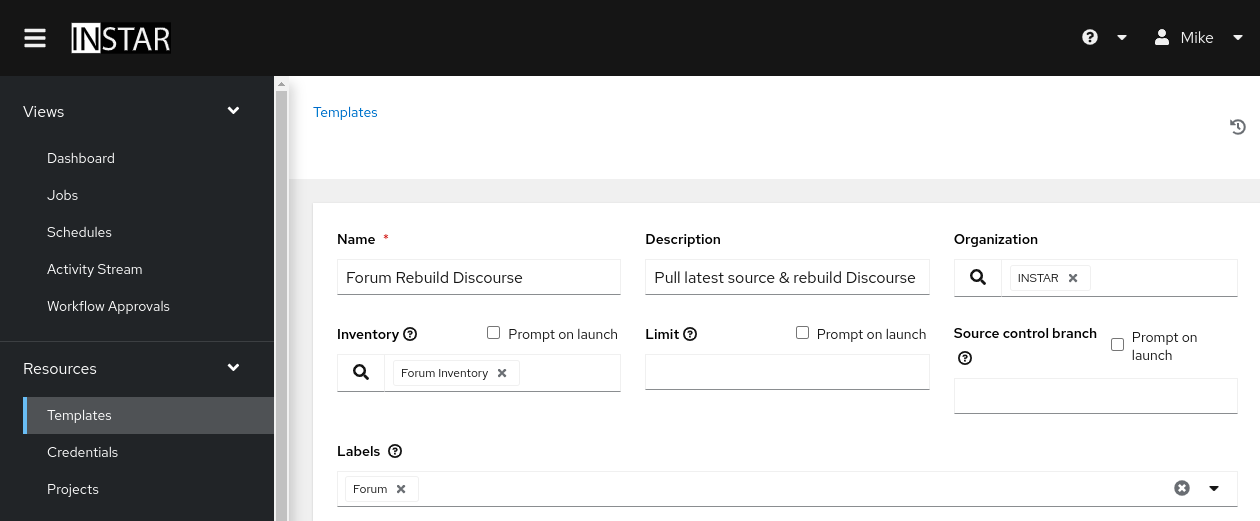 INSTAR
Mike
Views
Dashboard
Jobs
Schedules
Activity Stream
Workflow Approvals
Resources
Templates
Credentials
Projects
Templates
Name *
Description
Organization
Forum Rebuild Discourse
Pull latest source & rebuild Discourse
INSTAR
Inventory
Prompt on launch
Limit
Prompt on launch
Source control branch
Prompt on
launch
Forum Inventory
Labels
Forum